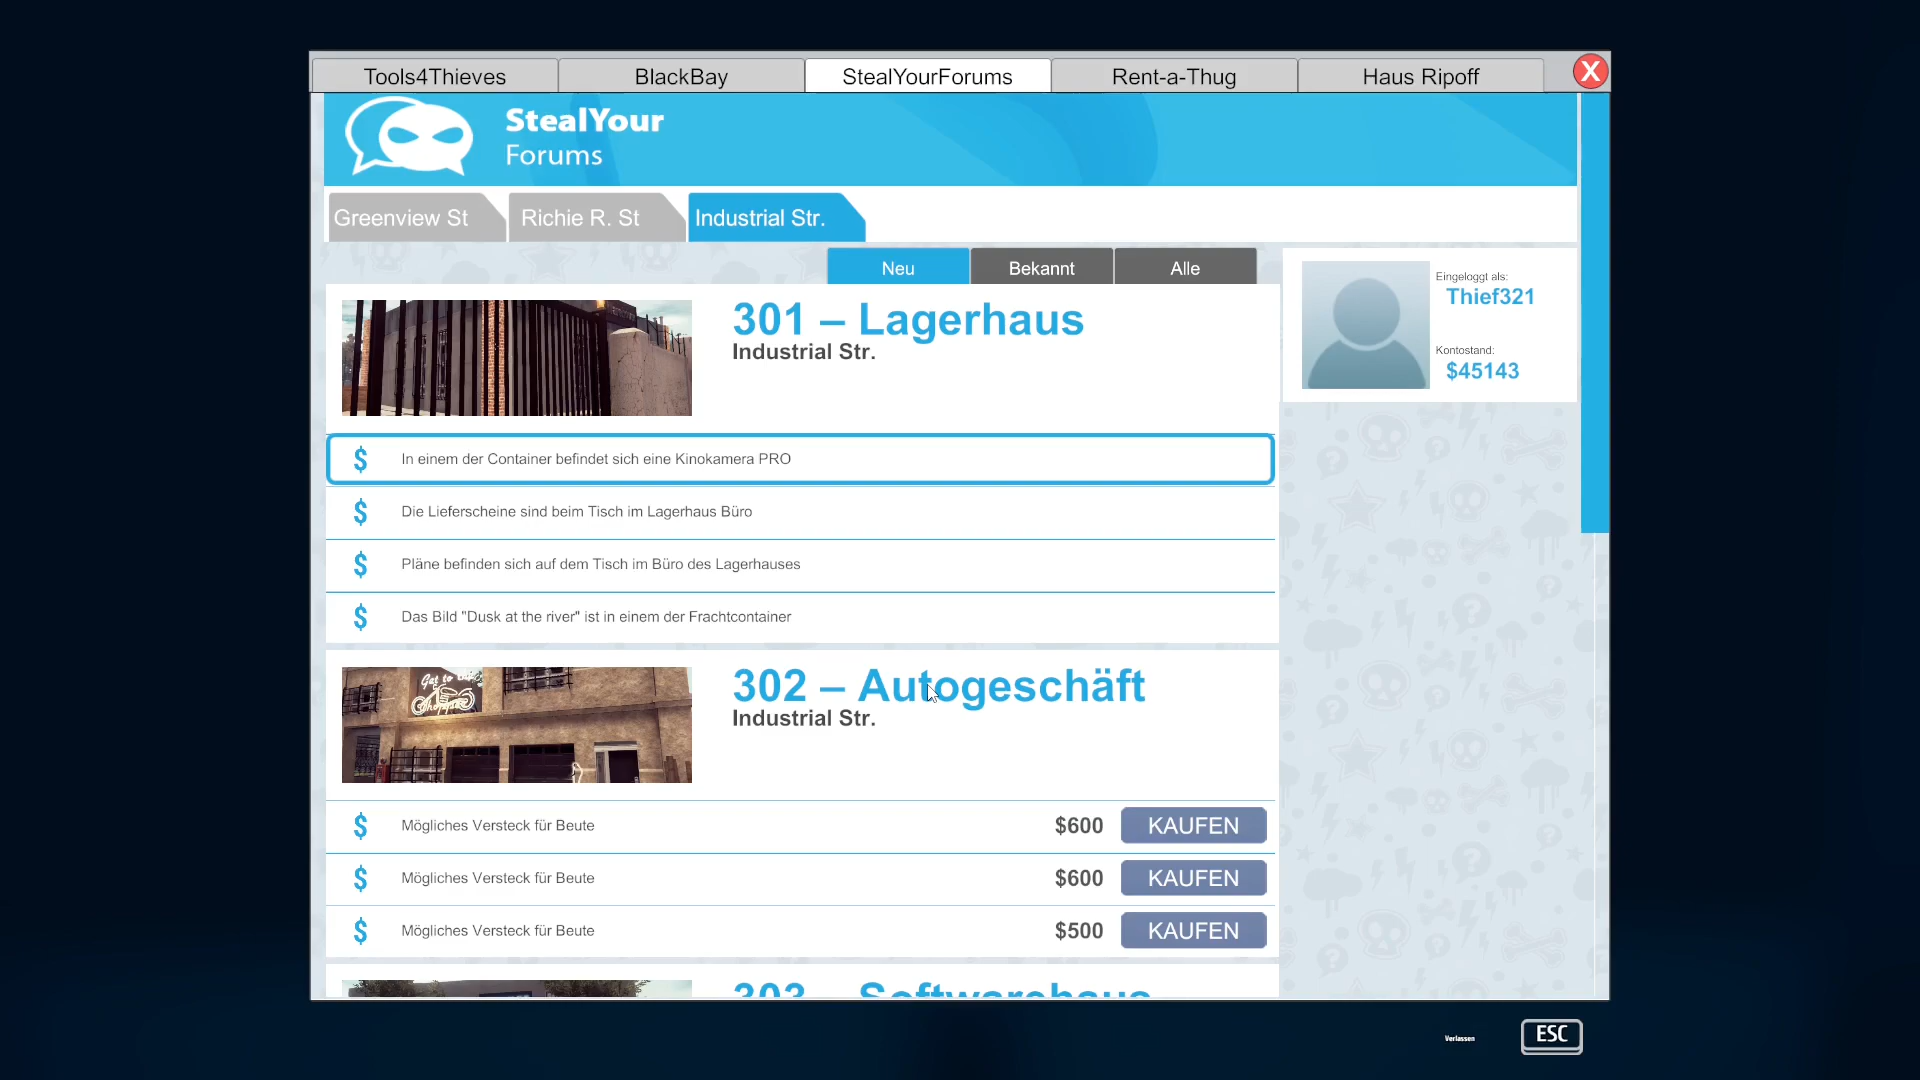 Tools4Thieves
BlackBay
StealYourForums
Rent-a-Thug
Haus Ripoff
X
StealYour
Forums
Greenview St
Richie R. St
Industrial Str.
Neu
Bekannt
Alle
Eingeloggt als:
Thief321
Kontostand:
$45143
301 – Lagerhaus
Industrial Str.
$ In einem der Container befindet sich eine Kinokamera PRO
$ Die Lieferscheine sind beim Tisch im Lagerhaus Büro
$ Pläne befinden sich auf dem Tisch im Büro des Lagerhauses
$ Das Bild "Dusk at the river" ist in einem der Frachtcontainer
302 – Autogeschäft
Industrial Str.
$ Mögliches Versteck für Beute $600 KAUFEN
$ Mögliches Versteck für Beute $600 KAUFEN
$ Mögliches Versteck für Beute $500 KAUFEN
303 – Softwarehaus
Verlassen
ESC